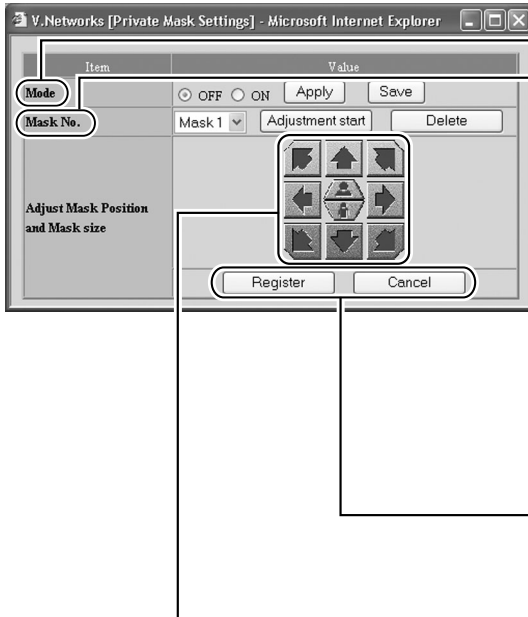 V.Networks [Private Mask Settings] - Microsoft Internet Explorer
Item Value
Mode OFF ON Apply Save
Mask No. Mask 1 Adjustment start Delete
Adjust Mask Position
and Mask size
Register Cancel